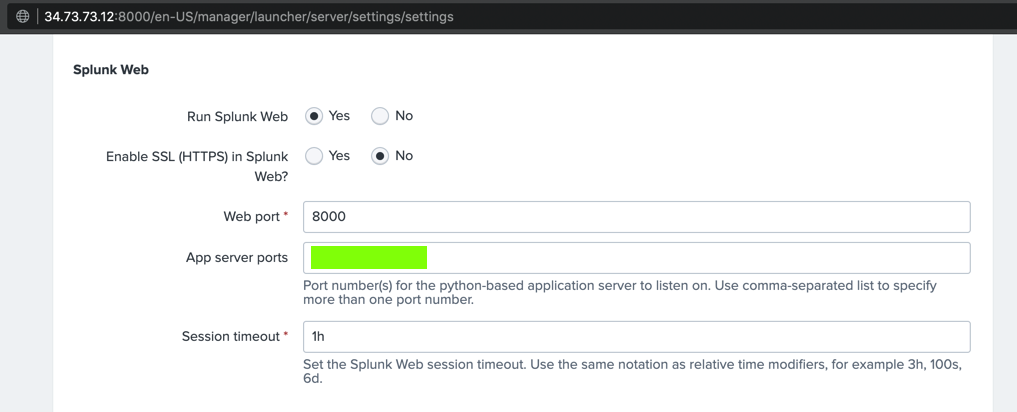 34.73.73.12:8000/en-US/manager/launcher/server/settings/settings
Splunk Web
Run Splunk Web Yes No
Enable SSL (HTTPS) in Splunk Yes No
Web?
Web port * 8000
App server ports
Port number(s) for the python-based application server to listen on. Use comma-separated list to specify
more than one port number.
Session timeout * 1h
Set the Splunk Web session timeout. Use the same notation as relative time modifiers, for example 3h, 100s,
6d.